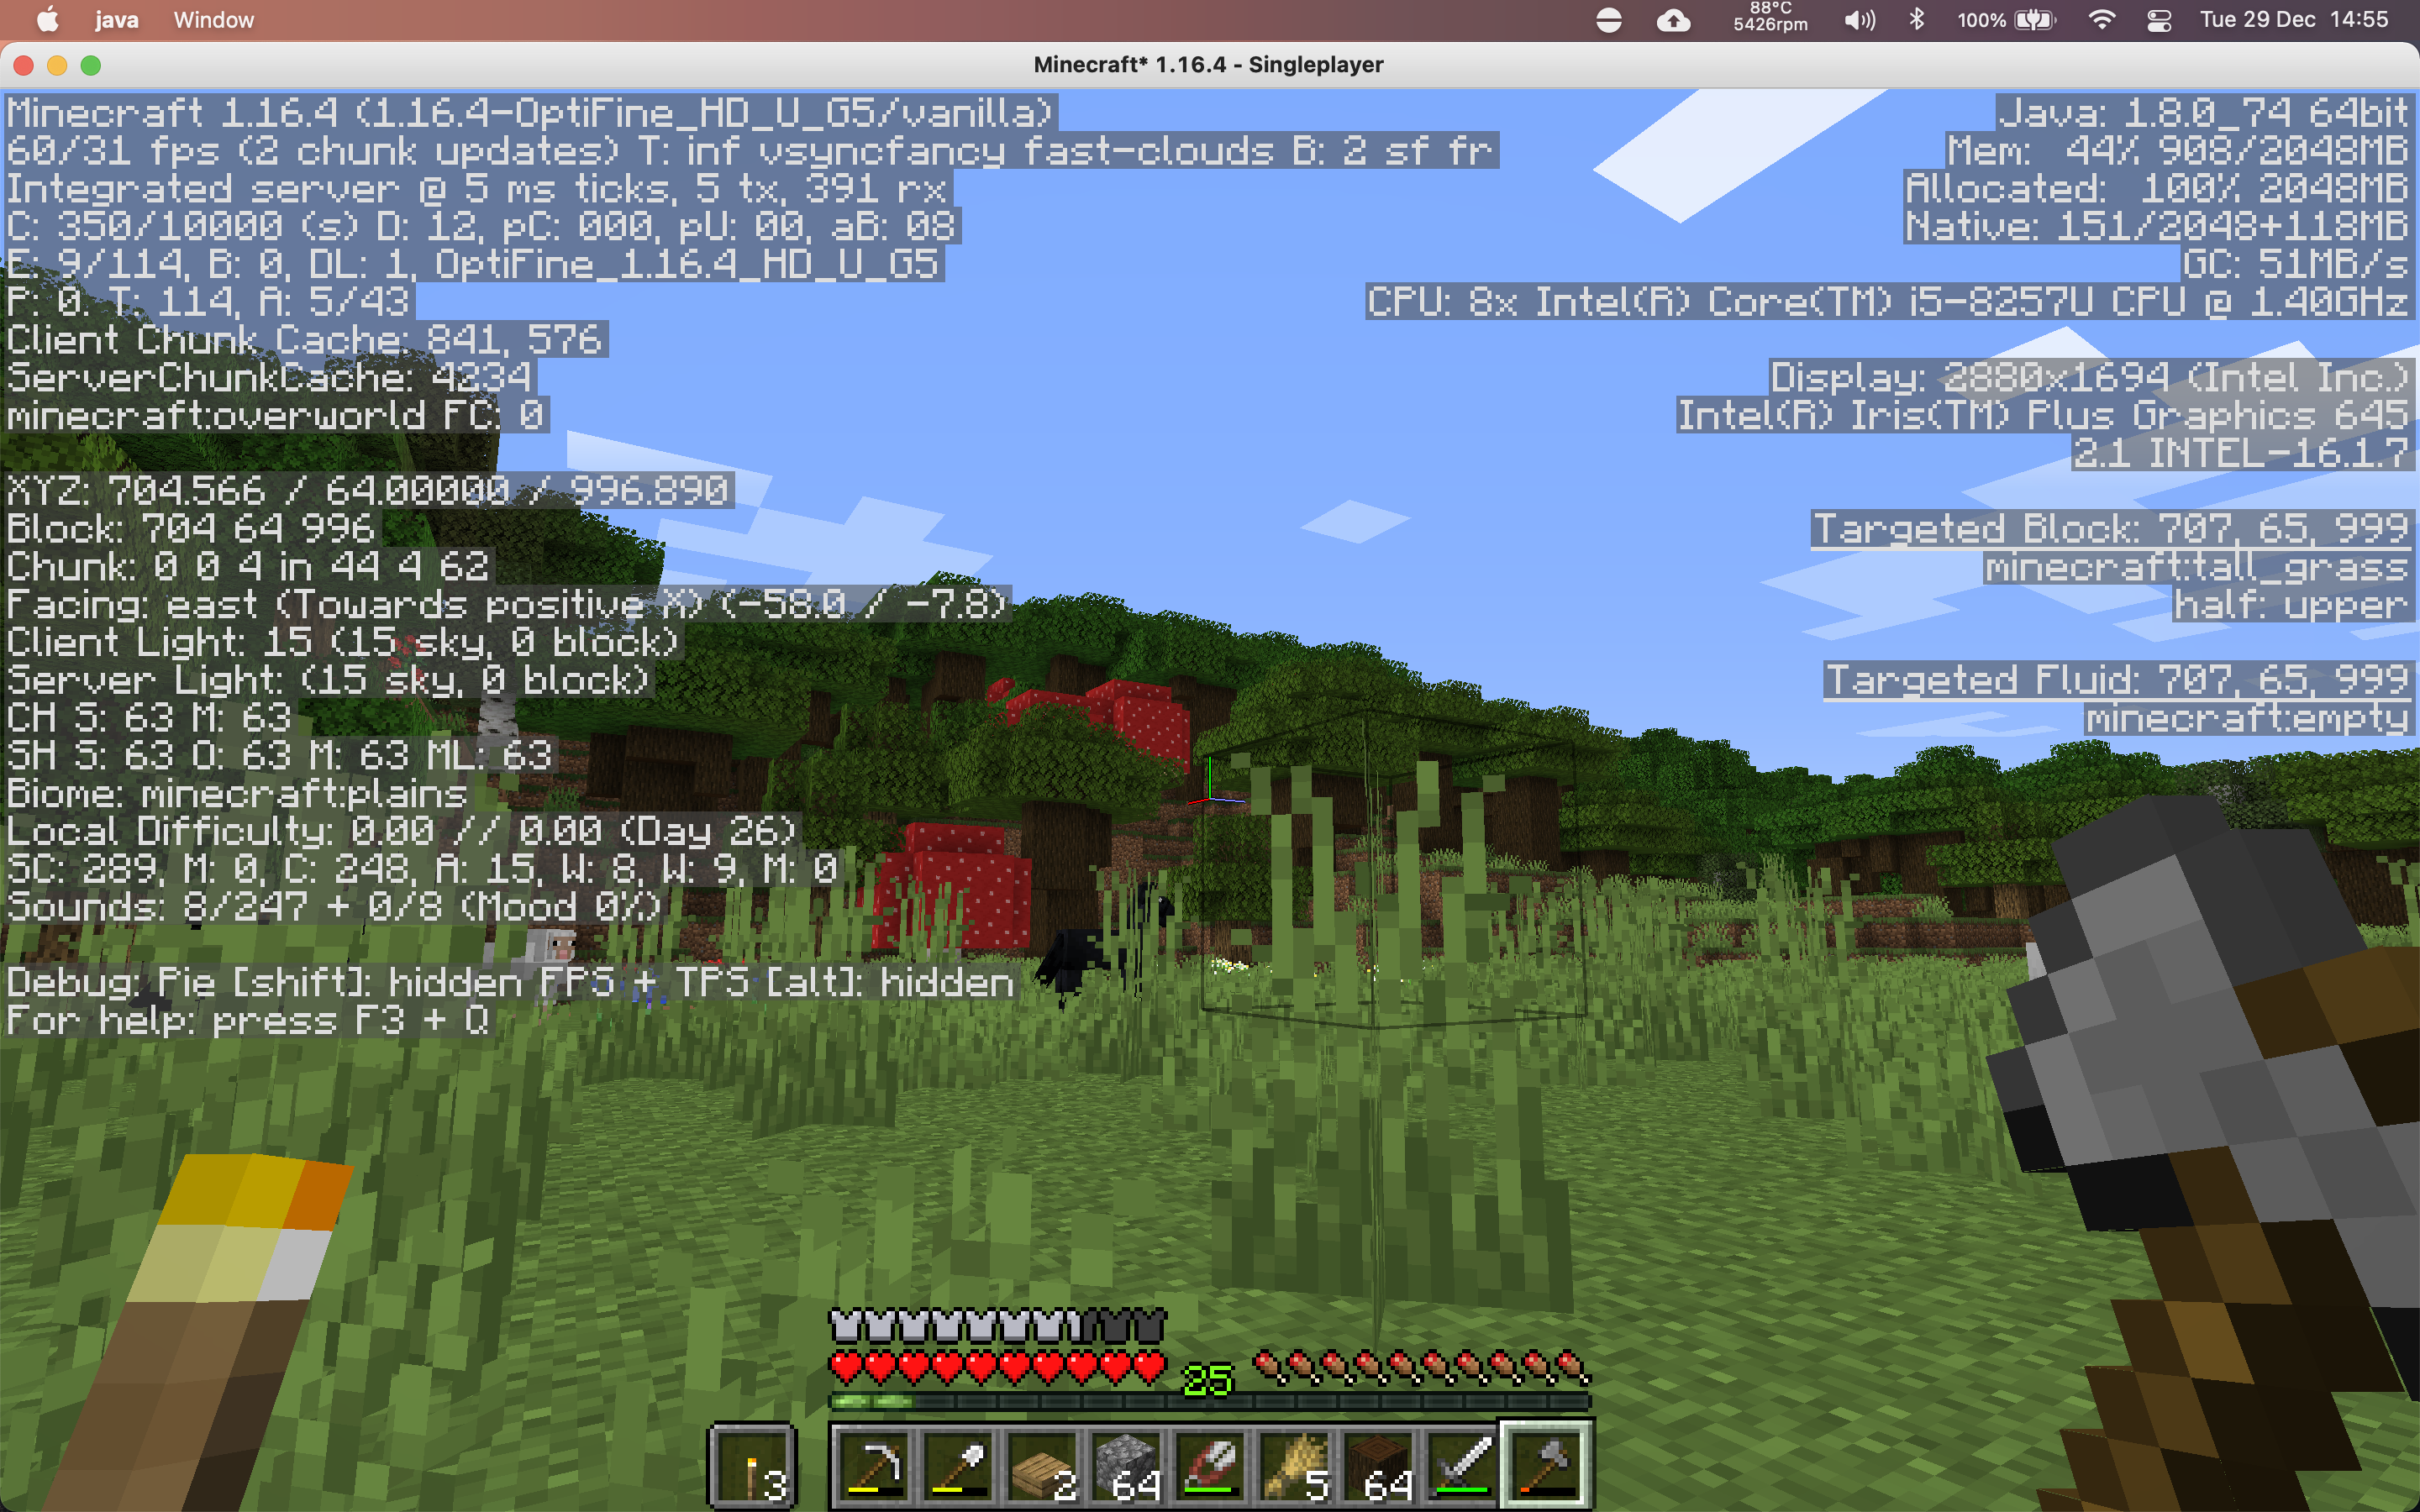 java Window 88°C 5426rpm 100% Tue 29 Dec 14:55
Minecraft* 1.16.4 - Singleplayer
Minecraft 1.16.4 (1.16.4-OptiFine_HD_U_G5/vanilla)
60/31 fps (2 chunk updates) T: inf vsyncfancy fast-clouds B: 2 sf fr
Integrated server @ 5 ms ticks, 5 tx, 391 rx
C: 350/10000 (s) D: 12, pC: 000, pU: 00, aB: 08
E: 9/114, B: 0, DL: 1, OptiFine_1.16.4_HD_U_G5
P: 0. T: 114, A: 5/43
Client Chunk Cache: 841, 576
ServerChunkCache: 4234
minecraft:overworld FC: 0
XYZ: 704.566 / 64.00000 / 996.890
Block: 704 64 996
Chunk: 0 0 4 in 44 4 62
Facing: east (Towards positive X) (-58.0 / -7.8)
Client Light: 15 (15 sky, 0 block)
Server Light: (15 sky, 0 block)
CH S: 63 M: 63
SH S: 63 O: 63 M: 63 ML: 63
Biome: minecraft:plains
Local Difficulty: 0.00 // 0.00 (Day 26)
SC: 289, M: 0, C: 248, A: 15, W: 8, W: 9, M: 0
Sounds: 8/247 + 0/8 (Mood 0%)
Debug: Pie [shift]: hidden FPS + TPS [alt]: hidden
For help: press F3 + Q
Java: 1.8.0_74 64bit
Mem: 44% 908/2048MB
Allocated: 100% 2048MB
Native: 151/2048+118MB
GC: 51MB/s
CPU: 8x Intel(R) Core(TM) i5-8257U CPU @ 1.40GHz
Display: 2880x1694 (Intel Inc.)
Intel(R) Iris(TM) Plus Graphics 645
2.1 INTEL-16.1.7
Targeted Block: 707, 65, 999
minecraft:tall_grass
half: upper
Targeted Fluid: 707, 65, 999
minecraft:empty
25
3 2 64 5 64